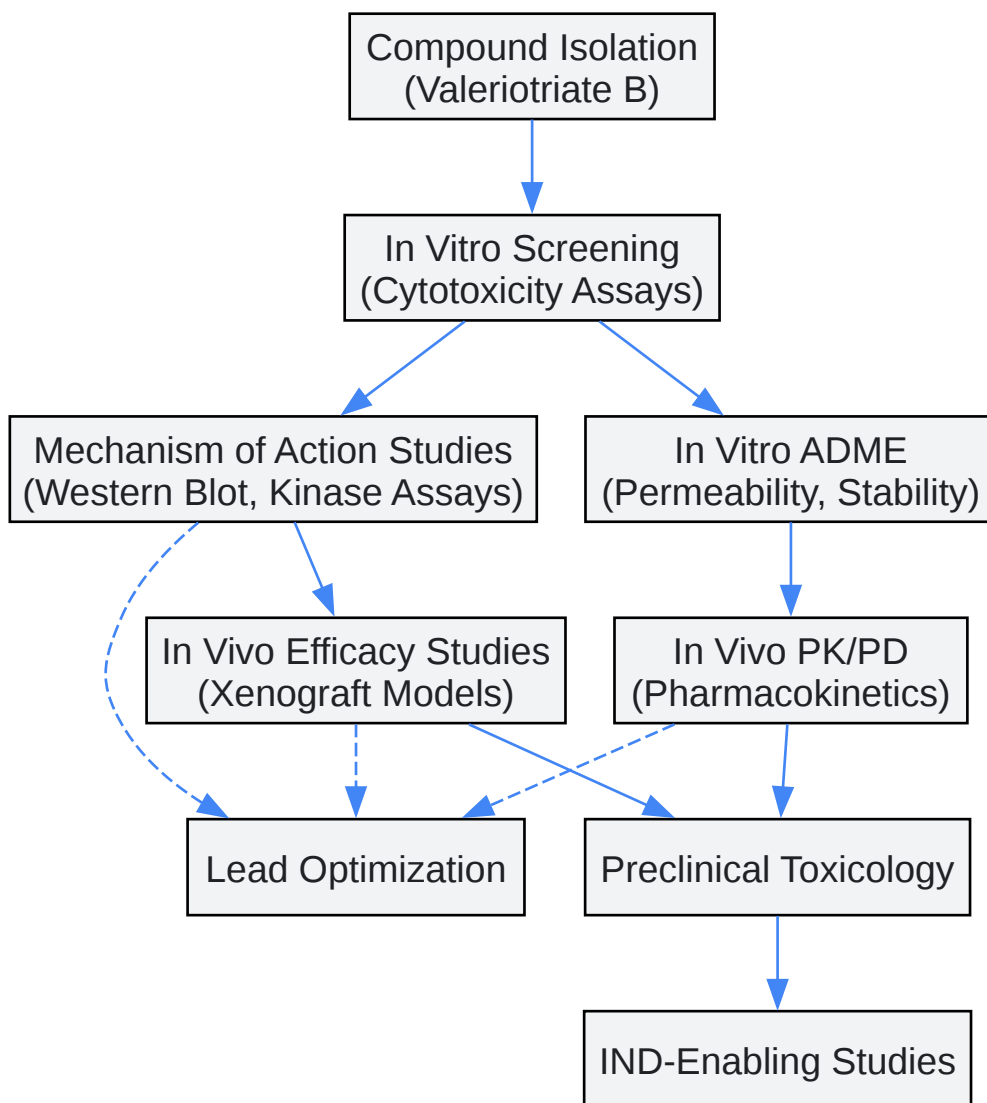 Compound Isolation
(Valeriotriate B)
In Vitro Screening
(Cytotoxicity Assays)
Mechanism of Action Studies
(Western Blot, Kinase Assays)
In Vitro ADME
(Permeability, Stability)
In Vivo Efficacy Studies
(Xenograft Models)
In Vivo PK/PD
(Pharmacokinetics)
Lead Optimization
Preclinical Toxicology
IND-Enabling Studies